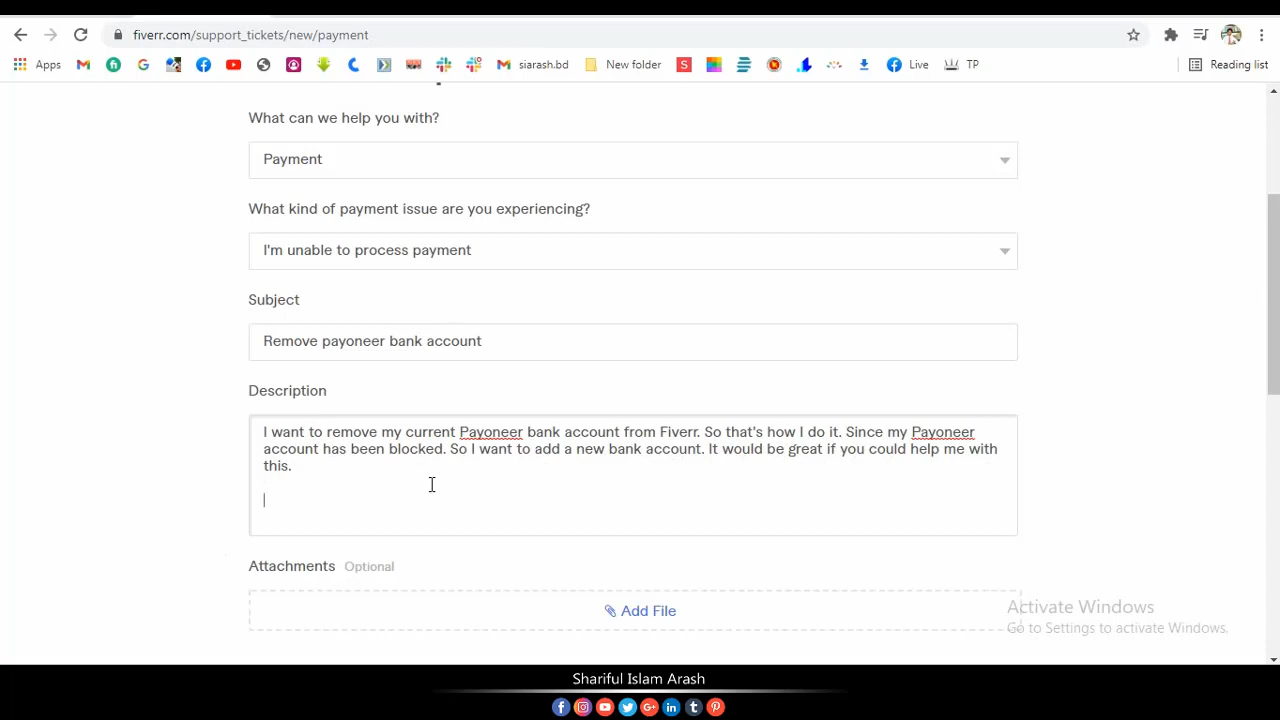 fiverr.com/support_tickets/new/payment
Apps
siarash.bd
New folder
Live
TP
Reading list
What can we help you with?
Payment
What kind of payment issue are you experiencing?
I'm unable to process payment
Subject
Remove payoneer bank account
Description
I want to remove my current Payoneer bank account from Fiverr. So that's how I do it. Since my Payoneer
account has been blocked. So I want to add a new bank account. It would be great if you could help me with
this.
Attachments Optional
Add File
Activate Windows
Go to Settings to activate Windows.
Shariful Islam Arash